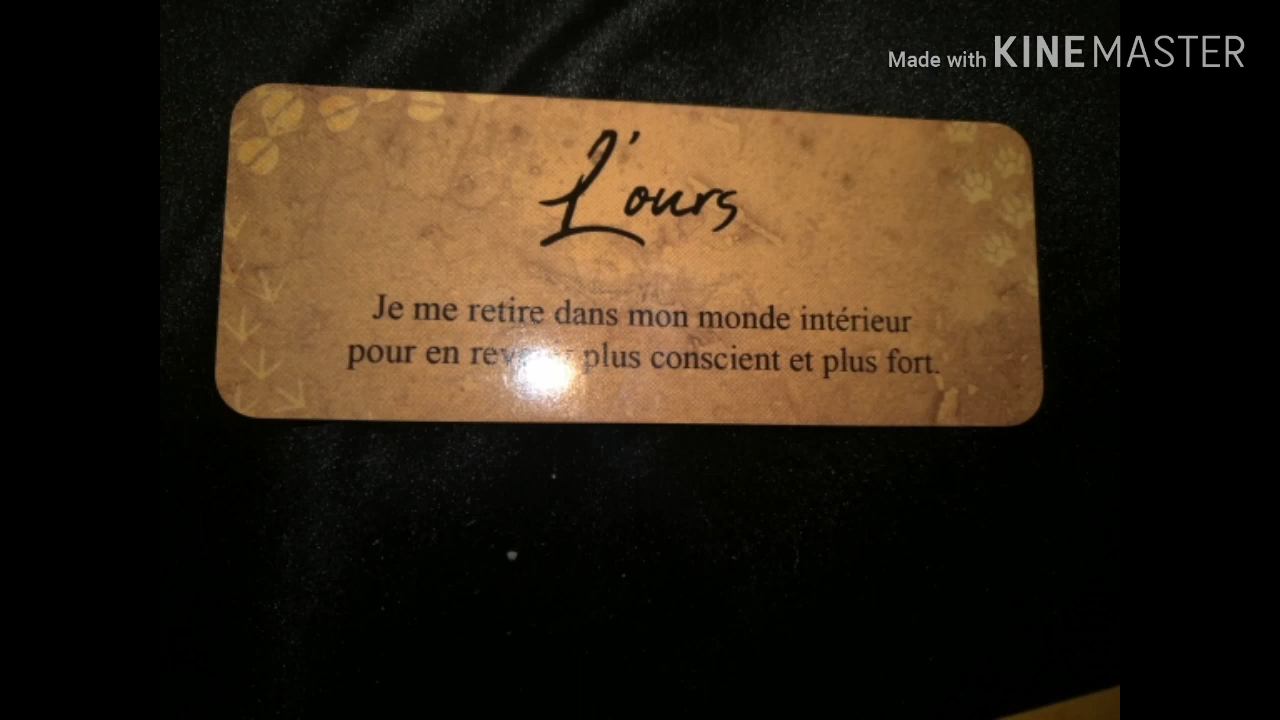 Made with KINEMASTER
L'ours
Je me retire dans mon monde intérieur
pour en plus conscient et plus fort.